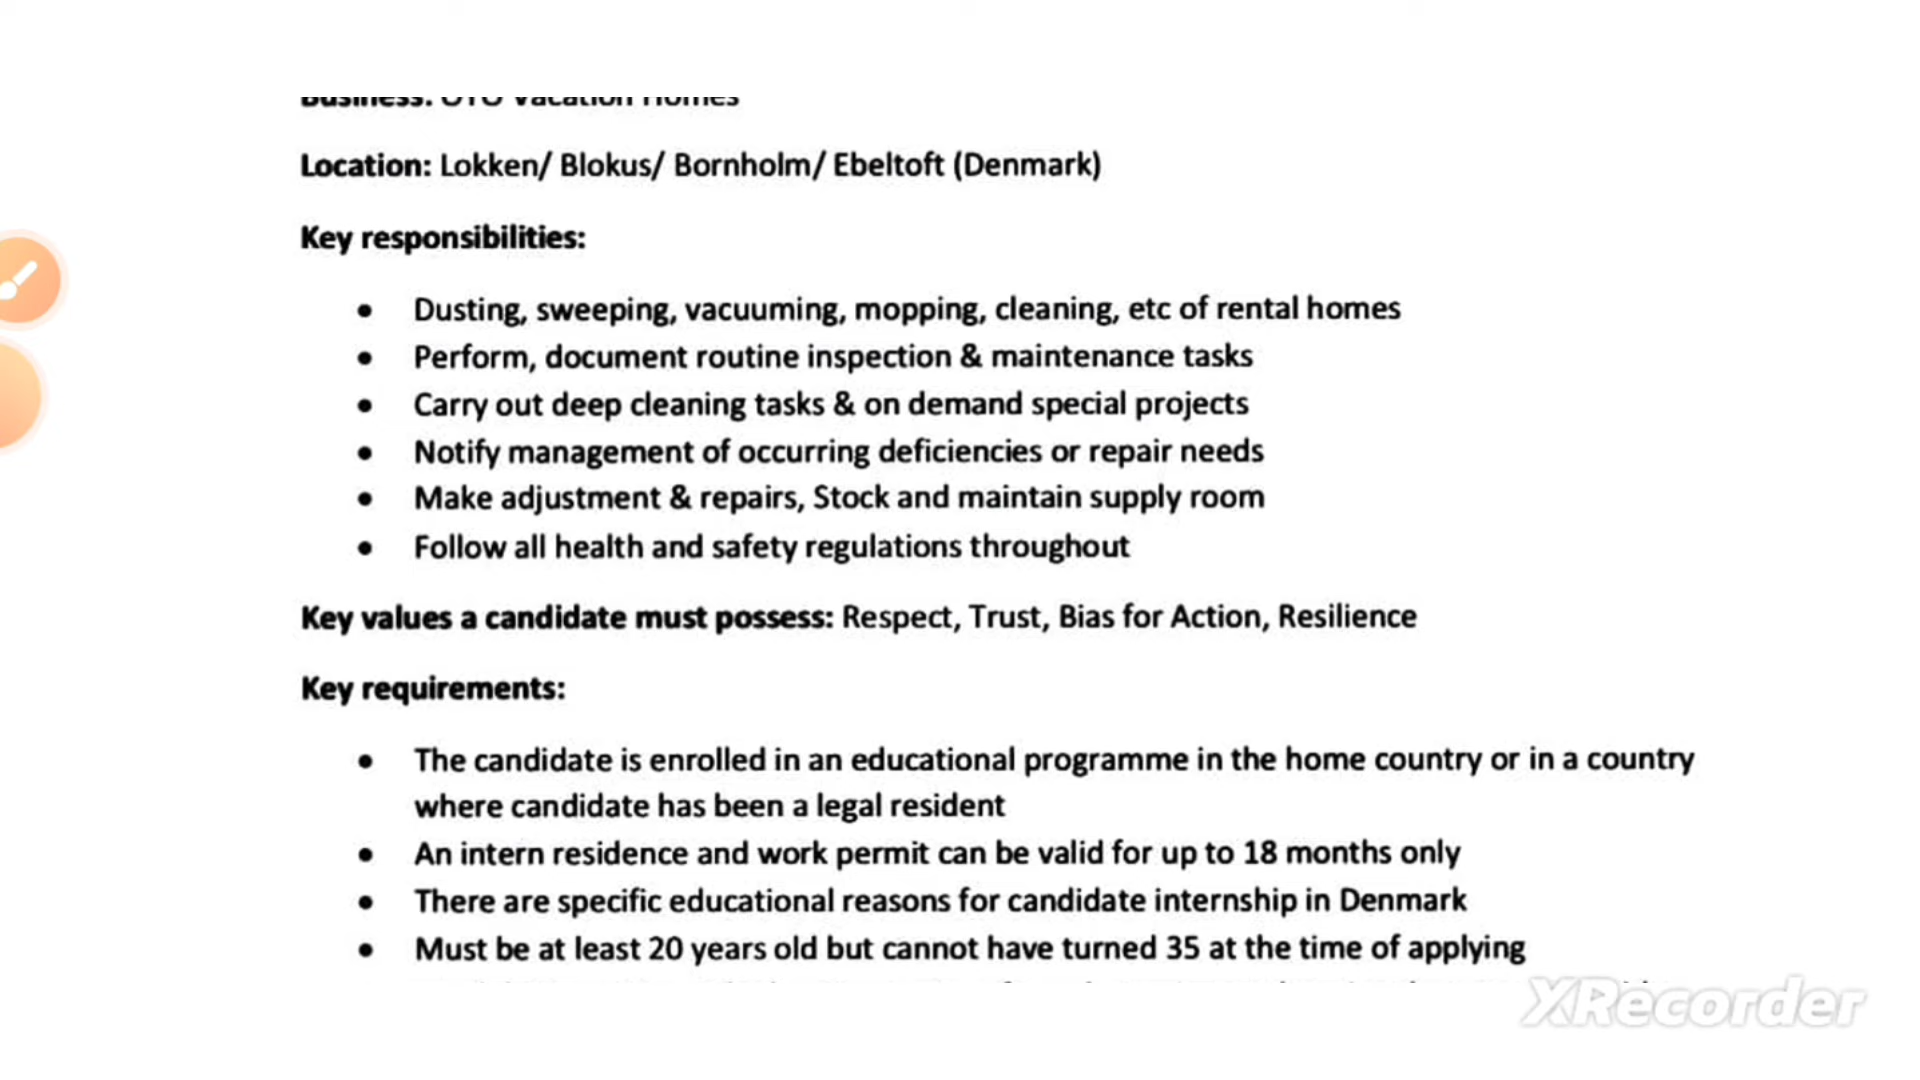 Business: OYO Vacation Homes
Location: Lokken/ Blokus/ Bornholm/ Ebeltoft (Denmark)
Key responsibilities:
• Dusting, sweeping, vacuuming, mopping, cleaning, etc of rental homes
• Perform, document routine inspection & maintenance tasks
• Carry out deep cleaning tasks & on demand special projects
• Notify management of occurring deficiencies or repair needs
• Make adjustment & repairs, Stock and maintain supply room
• Follow all health and safety regulations throughout
Key values a candidate must possess: Respect, Trust, Bias for Action, Resilience
Key requirements:
• The candidate is enrolled in an educational programme in the home country or in a country
where candidate has been a legal resident
• An intern residence and work permit can be valid for up to 18 months only
• There are specific educational reasons for candidate internship in Denmark
• Must be at least 20 years old but cannot have turned 35 at the time of applying
XRecorder